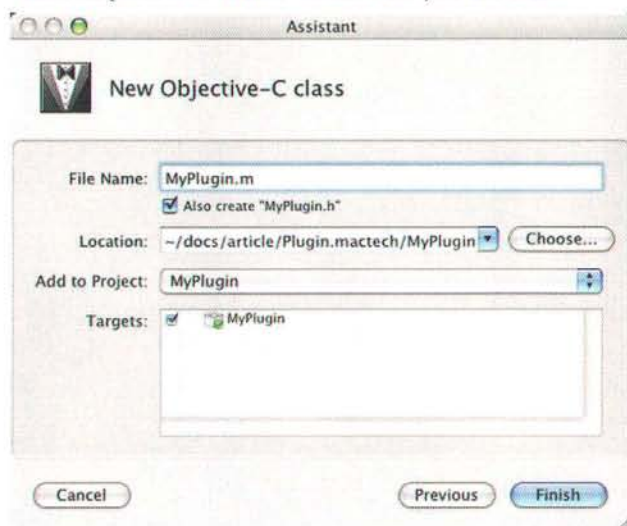 Assistant
New Objective-C class
File Name: MyPlugin.m
Also create "MyPlugin.h"
Location: ~/docs/article/Plugin.mactech/MyPlugin Choose...
Add to Project: MyPlugin
Targets: MyPlugin
Cancel Previous Finish